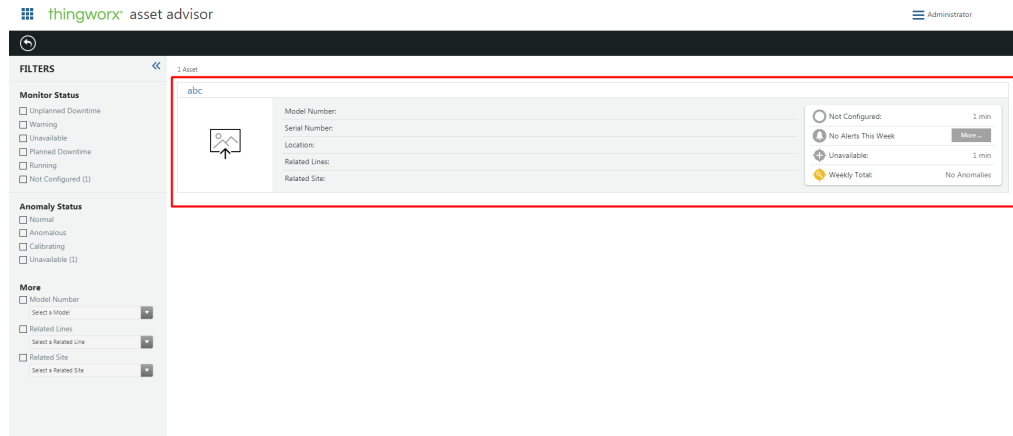 thingworx asset advisor
Administrator
FILTERS
Monitor Status
Unplanned Downtime
Warning
Unavailable
Planned Downtime
Running
Not Configured (1)
Anomaly Status
Normal
Anomalous
Calibrating
Unavailable (1)
More
Model Number
Select a Model
Related Lines
Select a Related Line
Related Site
Select a Related Site
1 Asset
abc
Model Number:
Serial Number:
Location:
Related Lines:
Related Site:
Not Configured: 1 min
No Alerts This Week More...
Unavailable: 1 min
Weekly Total: No Anomalies